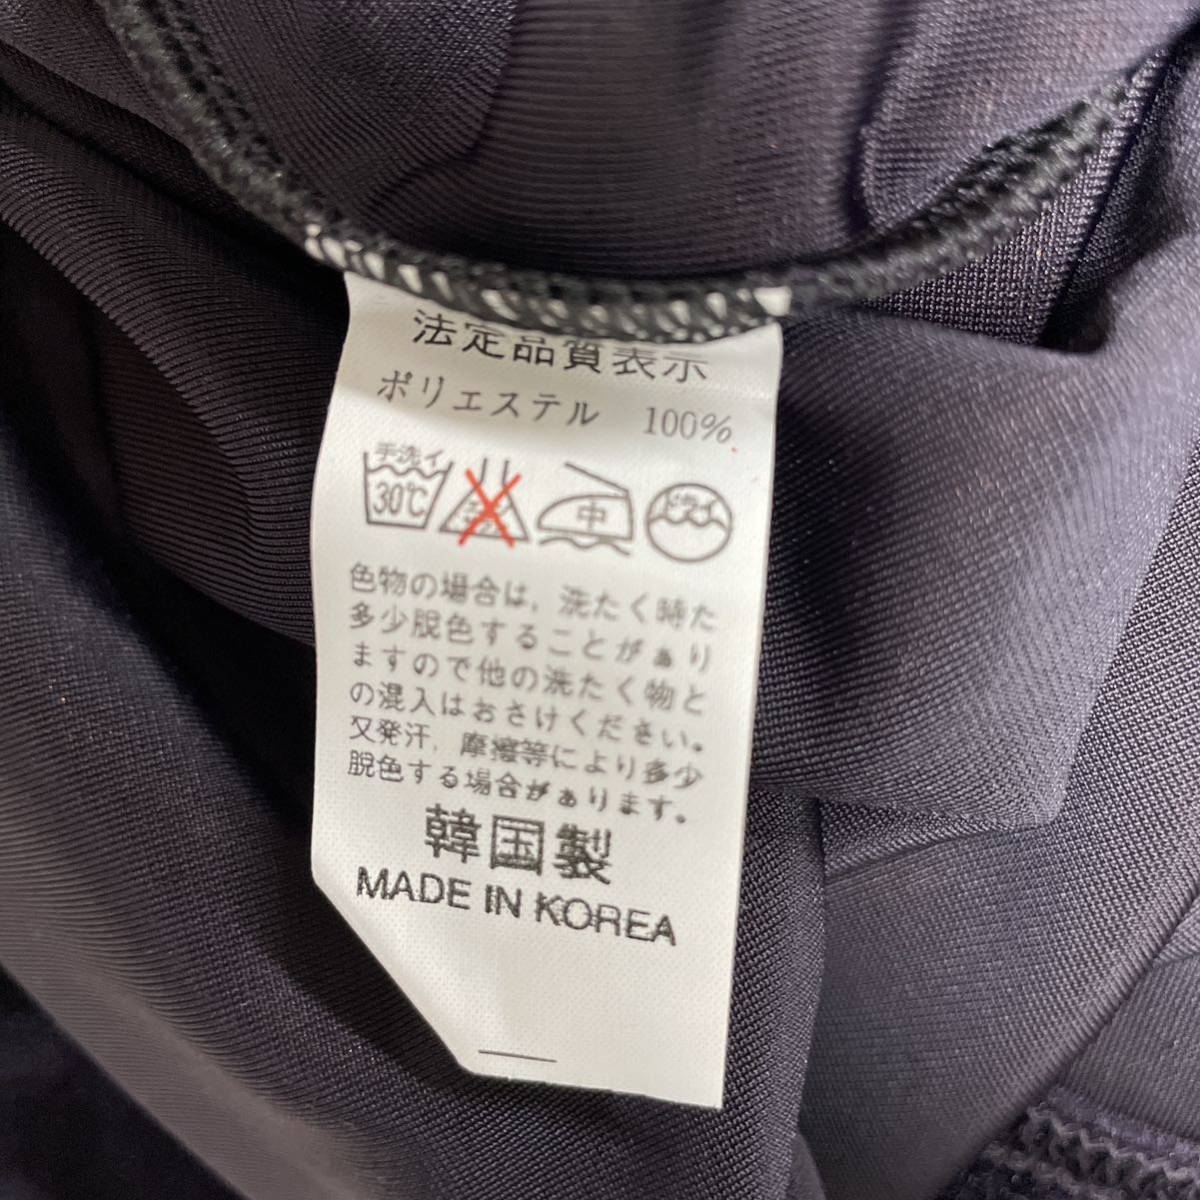 法定品質表示
ポリエステル 100%
手洗イ
30℃
中
ドライ
色物の場合は、洗たく時た
多少脱色することがあり
ますので他の洗たく物と
の混入はおさけください。
又発汗、摩擦等により多少
脱色する場合があります。
韓国製
MADE IN KOREA